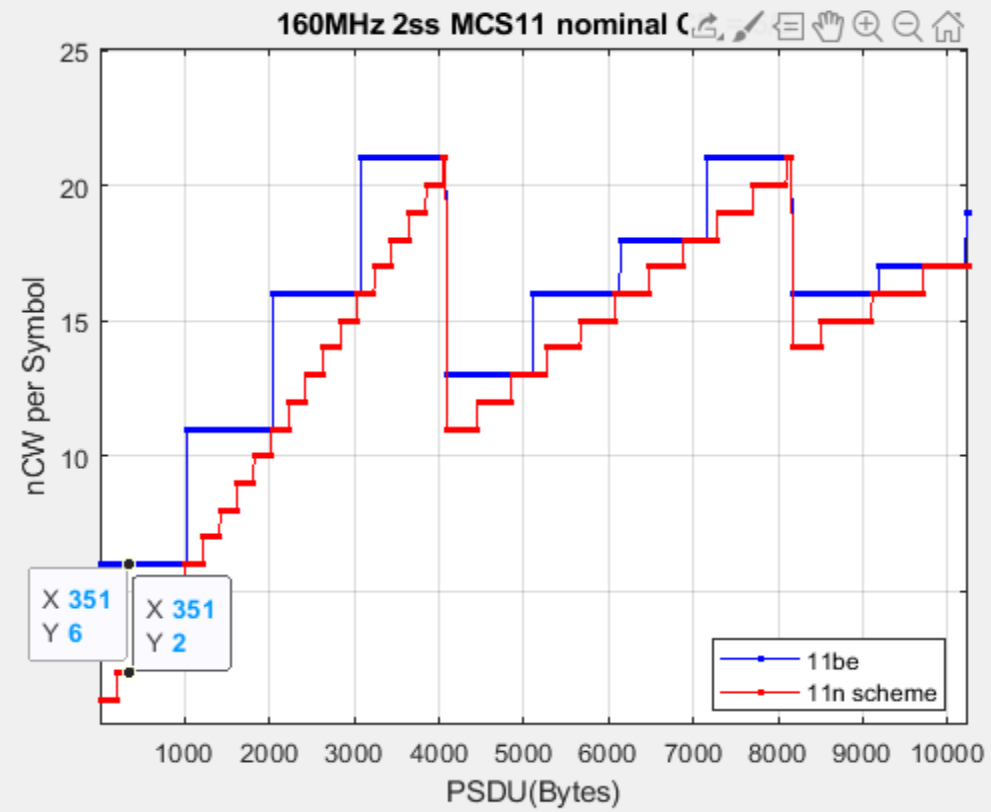 160MHz 2ss MCS11 nominal
25
20
15
10
nCW per Symbol
X 351
Y 6
X 351
Y 2
11be
11n scheme
1000 2000 3000 4000 5000 6000 7000 8000 9000 10000
PSDU(Bytes)